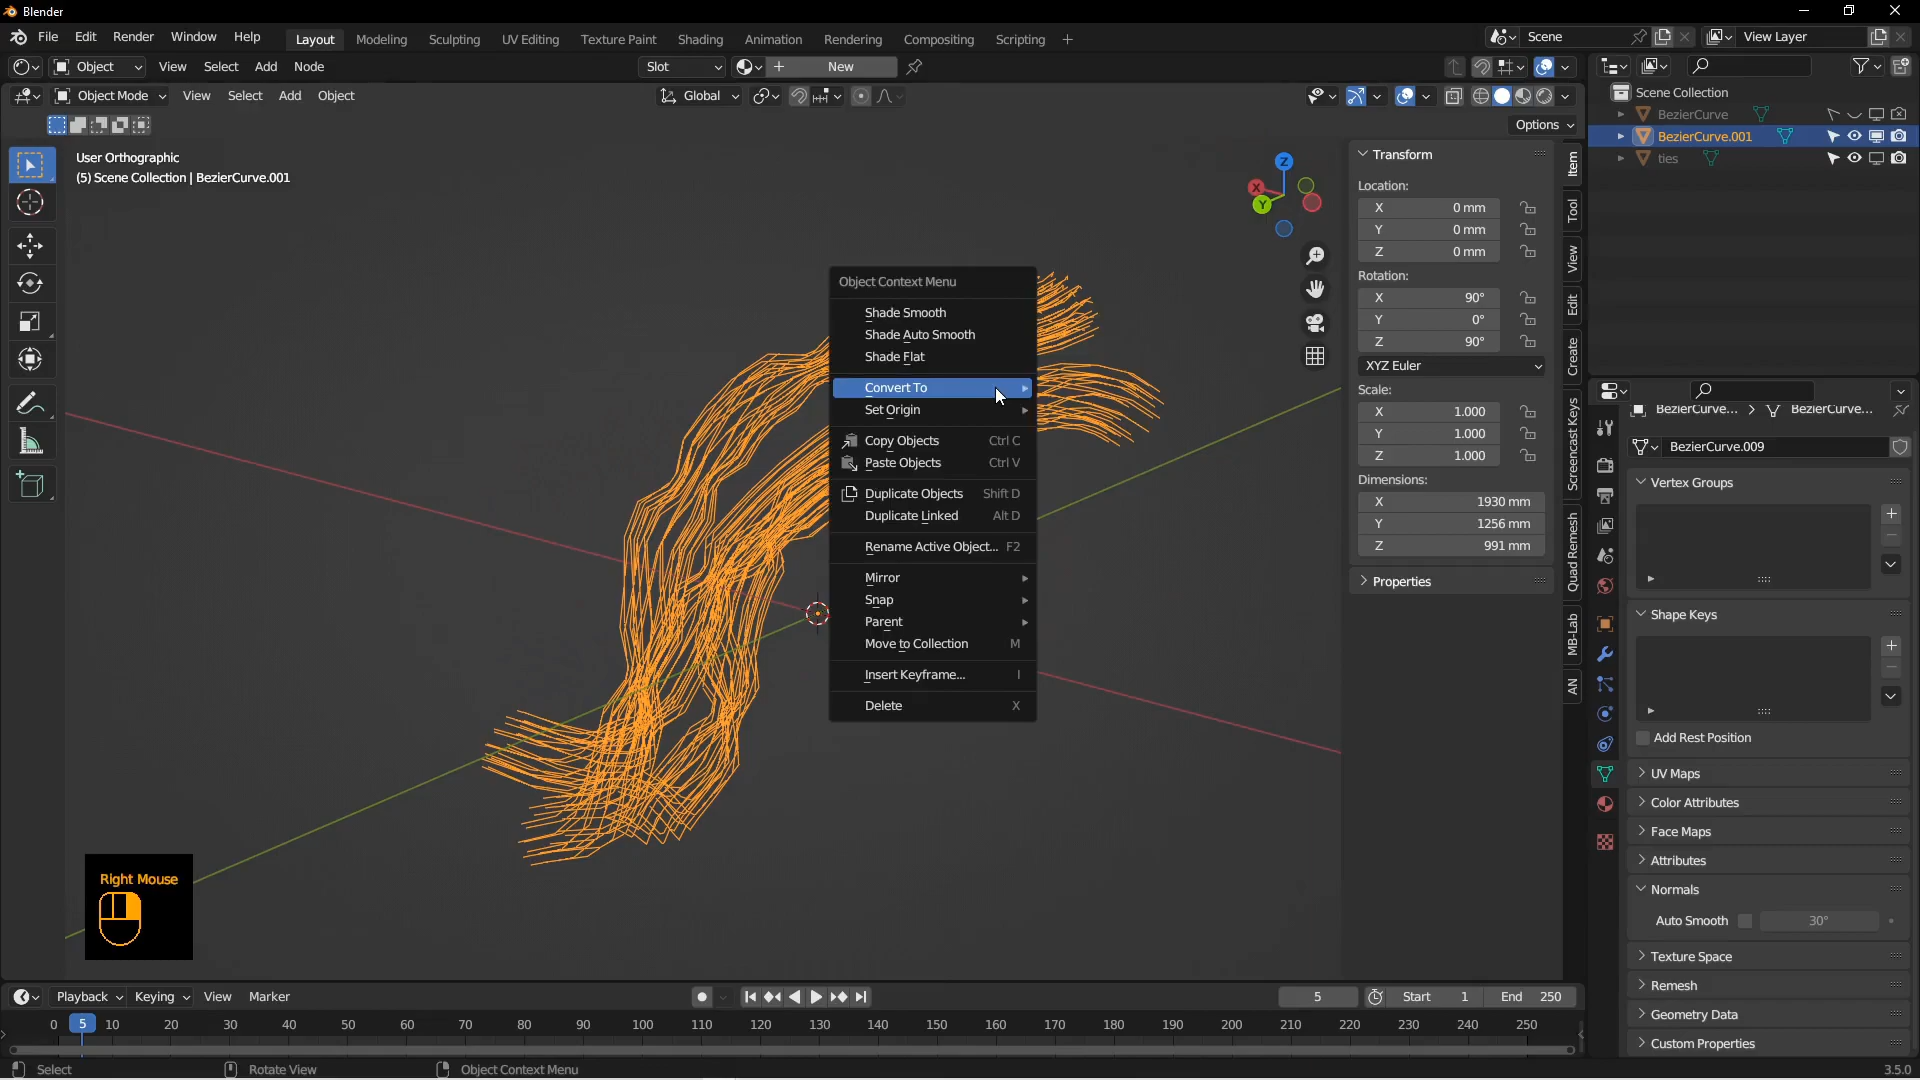 Blender
File Edit Render Window Help
Layout Modeling Sculpting UV Editing Texture Paint Shading Animation Rendering Compositing Scripting +
Scene
View Layer
Object View Select Add Node
Slot
New
Object Mode View Select Add Object
Global
Options
User Orthographic
(5) Scene Collection | BezierCurve.001
Z
X
Y
Object Context Menu
Shade Smooth
Shade Auto Smooth
Shade Flat
Convert To
Set Origin
Copy Objects Ctrl C
Paste Objects Ctrl V
Duplicate Objects Shift D
Duplicate Linked Alt D
Rename Active Object... F2
Mirror
Snap
Parent
Move to Collection M
Insert Keyframe... I
Delete X
Right Mouse
Transform
Location:
X 0 mm
Y 0 mm
Z 0 mm
Rotation:
X 90°
Y 0°
Z 90°
XYZ Euler
Scale:
X 1.000
Y 1.000
Z 1.000
Dimensions:
X 1930 mm
Y 1256 mm
Z 991 mm
Properties
Item
Tool
View
Edit
Create
Screencast Keys
Quad Remesh
MB-Lab
AN
Scene Collection
BezierCurve
BezierCurve.001
ties
BezierCurve... > BezierCurve...
BezierCurve.009
Vertex Groups
Shape Keys
Add Rest Position
UV Maps
Color Attributes
Face Maps
Attributes
Normals
Auto Smooth 30°
Texture Space
Remesh
Geometry Data
Custom Properties
Playback Keying View Marker
5
Start 1
End 250
0 5 10 20 30 40 50 60 70 80 90 100 110 120 130 140 150 160 170 180 190 200 210 220 230 240 250
Select
Rotate View
Object Context Menu
3.5.0